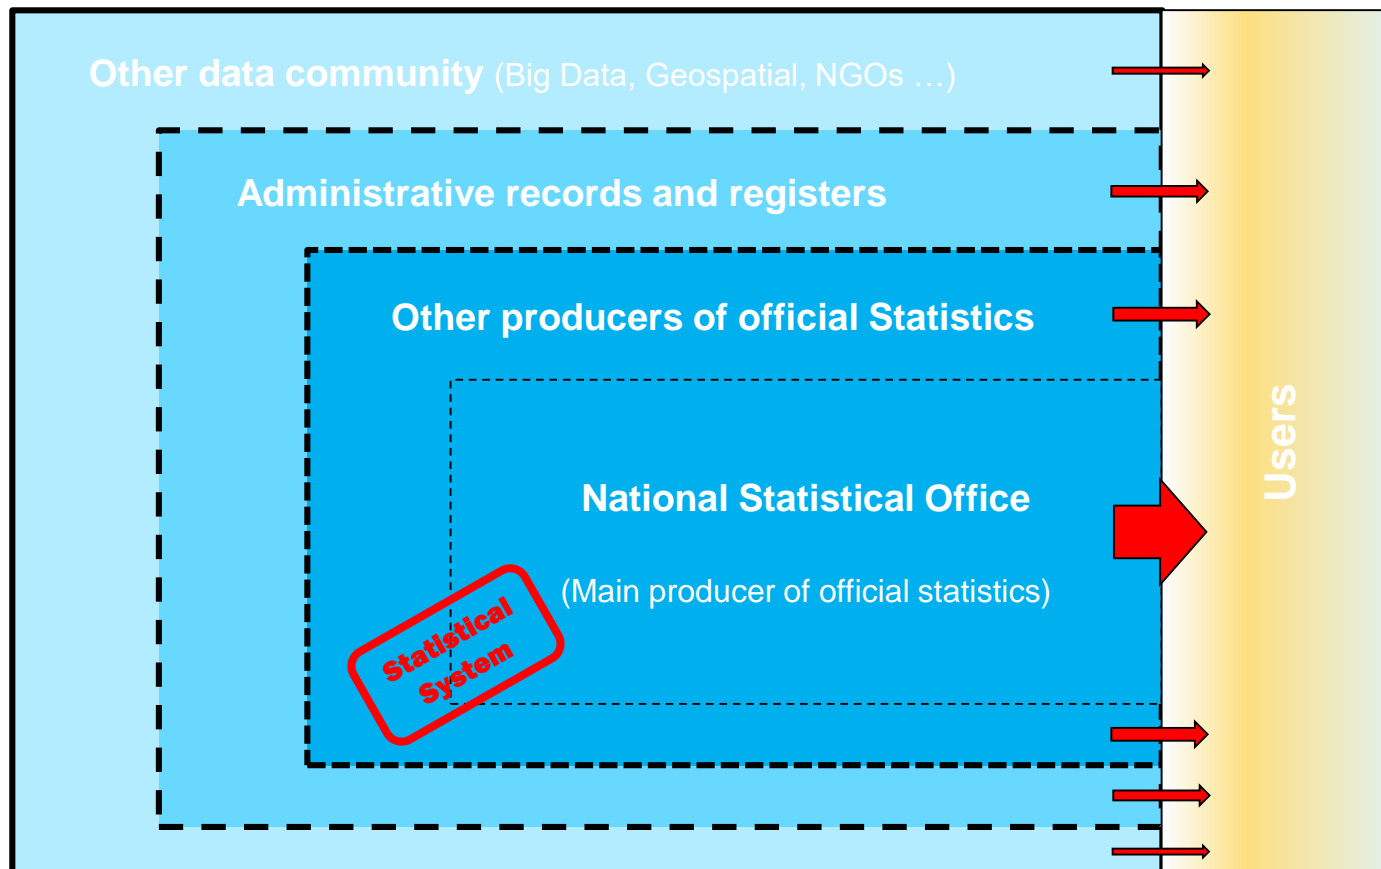 Other data community (Big Data, Geospatial, NGOs …)
Administrative records and registers
Other producers of official Statistics
National Statistical Office
(Main producer of official statistics)
Statistical
System
Users